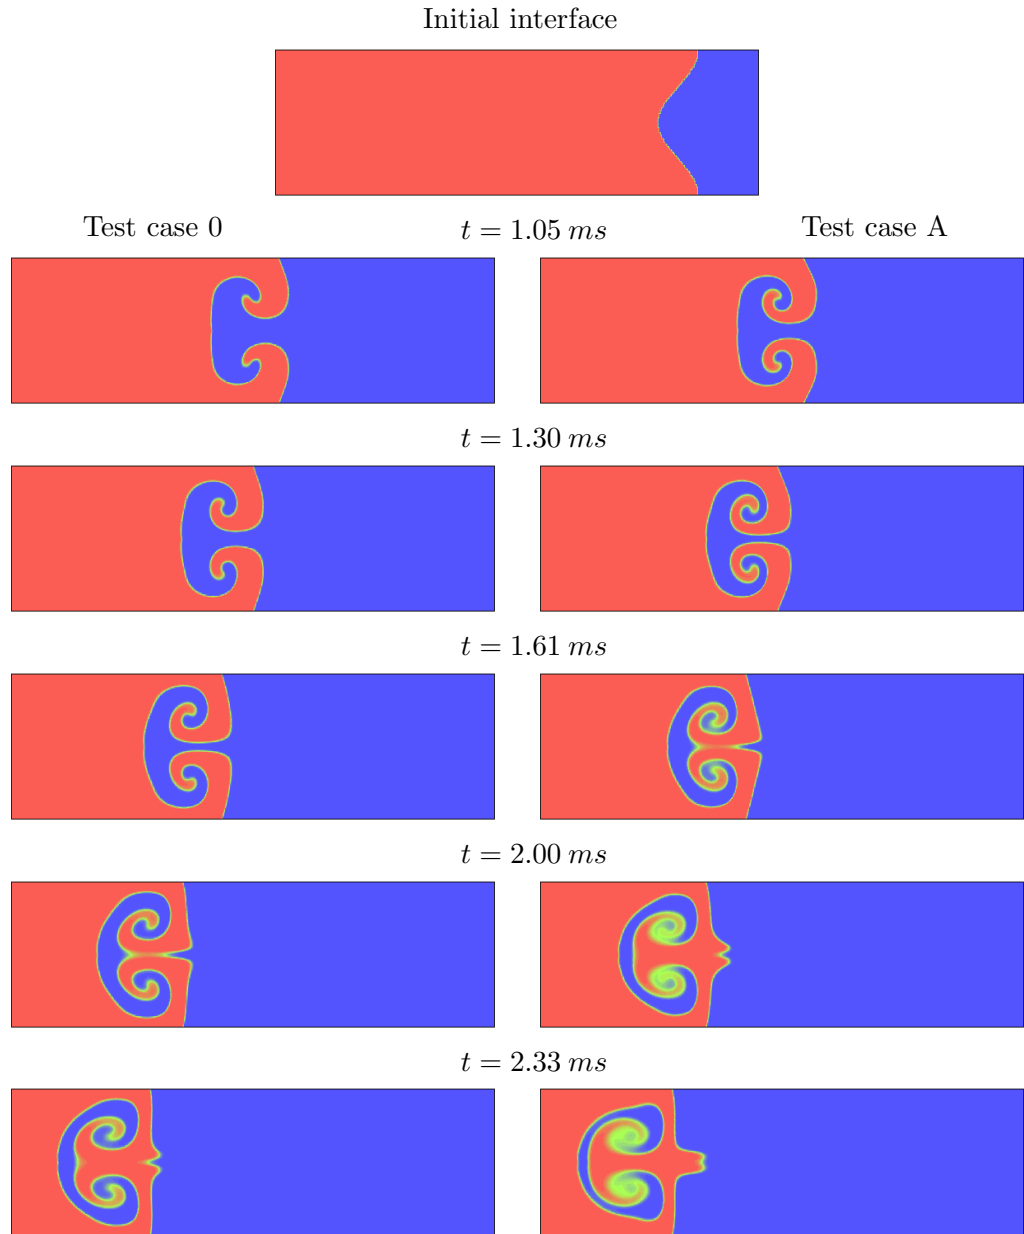 Initial interface
Test case 0
t = 1.05 ms
Test case A
t = 1.30 ms
t = 1.61 ms
t = 2.00 ms
t = 2.33 ms